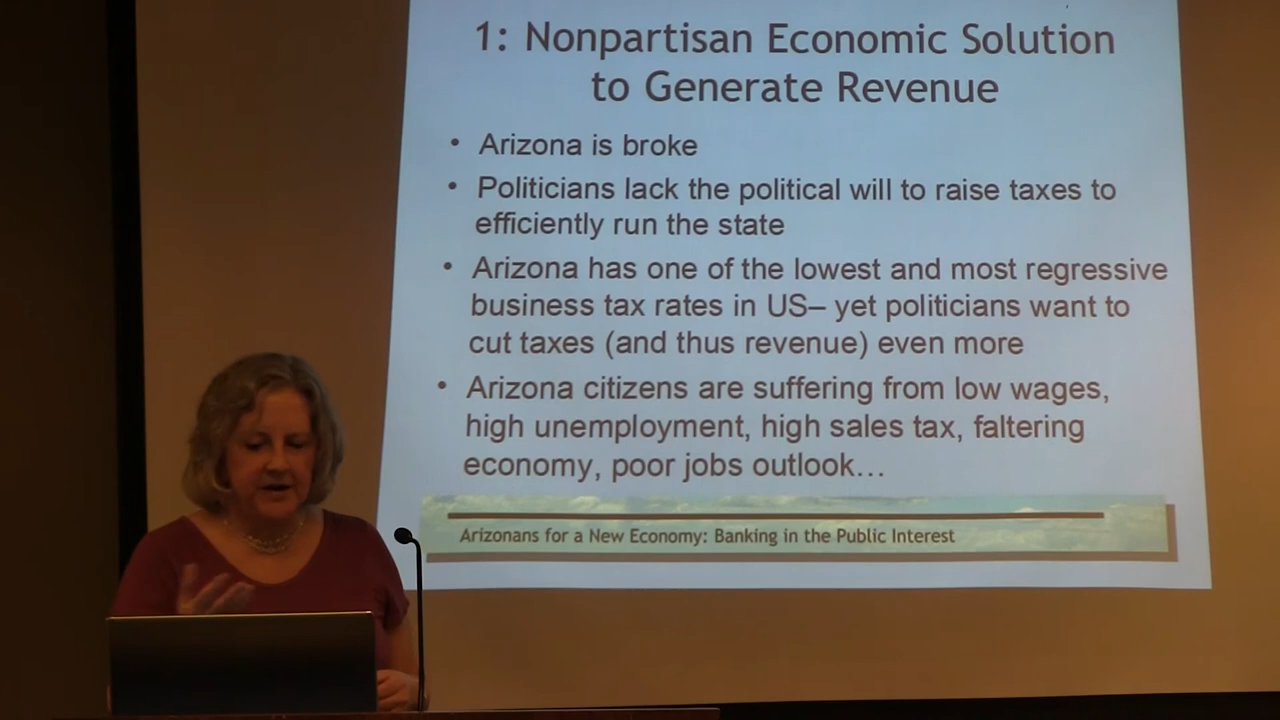 1: Nonpartisan Economic Solution
to Generate Revenue
• Arizona is broke
• Politicians lack the political will to raise taxes to
efficiently run the state
• Arizona has one of the lowest and most regressive
business tax rates in US– yet politicians want to
cut taxes (and thus revenue) even more
• Arizona citizens are suffering from low wages,
high unemployment, high sales tax, faltering
economy, poor jobs outlook…
Arizonans for a New Economy: Banking in the Public Interest